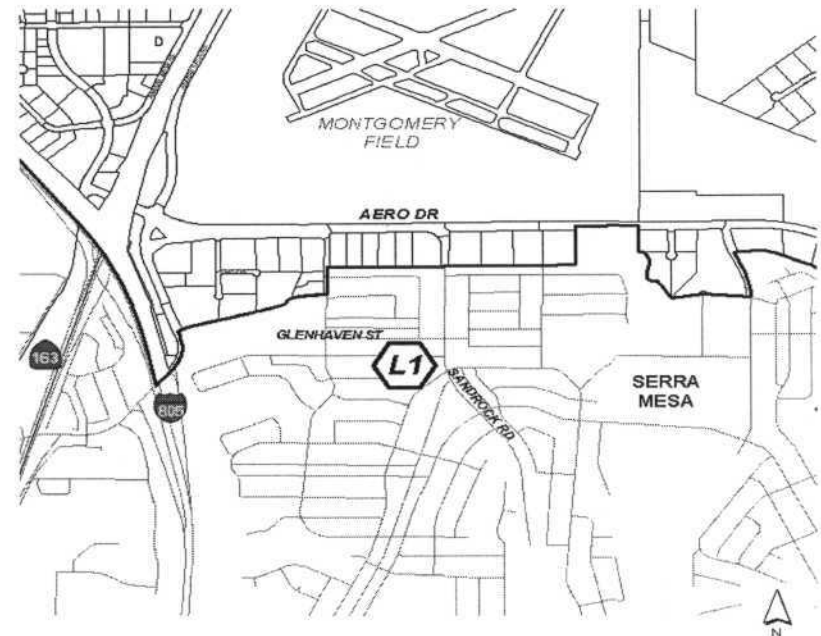 D
MONTGOMERY
FIELD
AERO DR
GLENHAVEN ST
163
L1
SANDROCK RD
805
SERRA
MESA
N